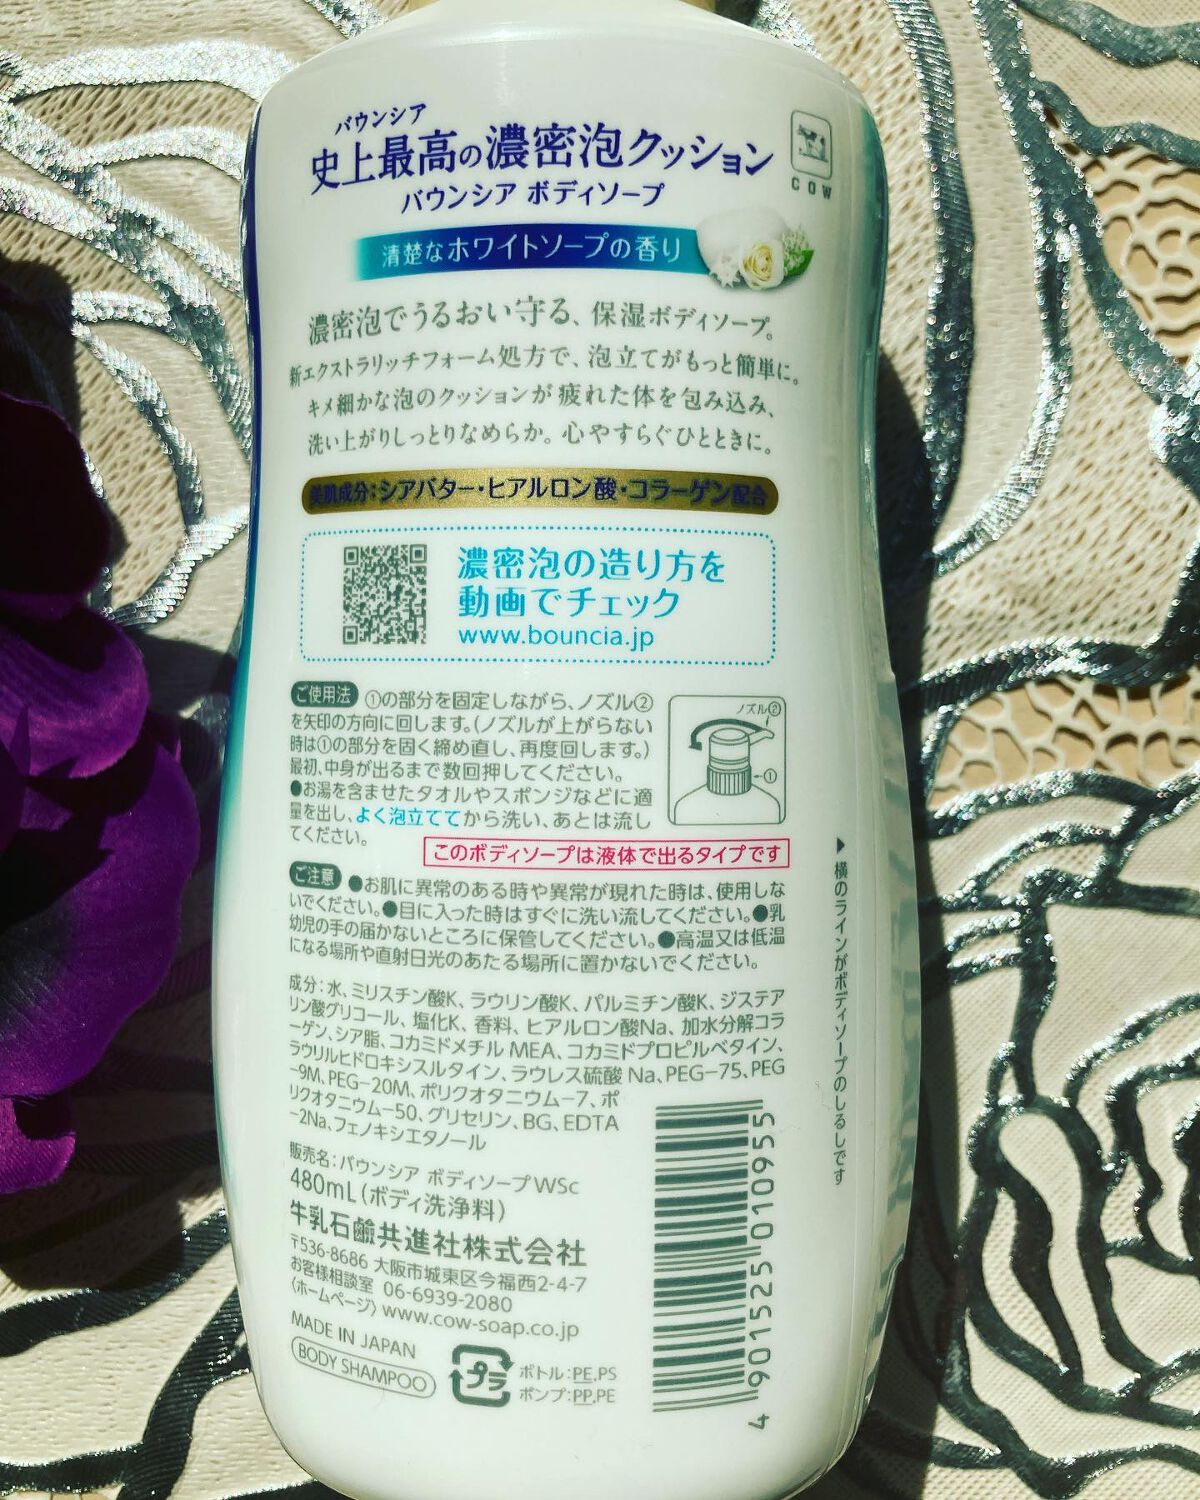 バウンシア
史上最高の濃密泡クッション
バウンシア ボディソープ
COW
清楚なホワイトソープの香り
濃密泡でうるおい守る、保湿ボディソープ。
新エクストラリッチフォーム処方で、泡立てがもっと簡単に。
キメ細かな泡のクッションが疲れた体を包み込み、
洗い上がりしっとりなめらか。心やすらぐひとときに。
美肌成分：シアバター・ヒアルロン酸・コラーゲン配合
濃密泡の造り方を
動画でチェック
www.bouncia.jp
ご使用法 ①の部分を固定しながら、ノズル②
を矢印の方向に回します。(ノズルが上がらない
時は①の部分を固く締め直し、再度回します。)
最初、中身が出るまで数回押してください。
●お湯を含ませたタオルやスポンジなどに適
量を出し、よく泡立ててから洗い、あとは流し
てください。
ノズル②
①
このボディソープは液体で出るタイプです
ご注意 ●お肌に異常のある時や異常が現れた時は、使用しな
いでください。●目に入った時はすぐに洗い流してください。●乳
幼児の手の届かないところに保管してください。●高温又は低温
になる場所や直射日光のあたる場所に置かないでください。
成分：水、ミリスチン酸K、ラウリン酸K、パルミチン酸K、ジステア
リン酸グリコール、塩化K、香料、ヒアルロン酸Na、加水分解コラ
ーゲン、シア脂、コカミドメチルMEA、コカミドプロピルベタイン、
ラウリルヒドロキシスルタイン、ラウレス硫酸Na、PEG-75、PEG
-9M、PEG-20M、ポリクオタニウム-7、ポ
リクオタニウム-50、グリセリン、BG、EDTA
-2Na、フェノキシエタノール
販売名：バウンシア ボディソープWSc
480mL(ボディ洗浄料)
牛乳石鹼共進社株式会社
〒536-8686 大阪市城東区今福西2-4-7
お客様相談室 06-6939-2080
〈ホームページ〉www.cow-soap.co.jp
MADE IN JAPAN
BODY SHAMPOO
プラ
ボトル：PE,PS
ポンプ：PP,PE
4901525010955
▶横のラインがボディソープのしるしです